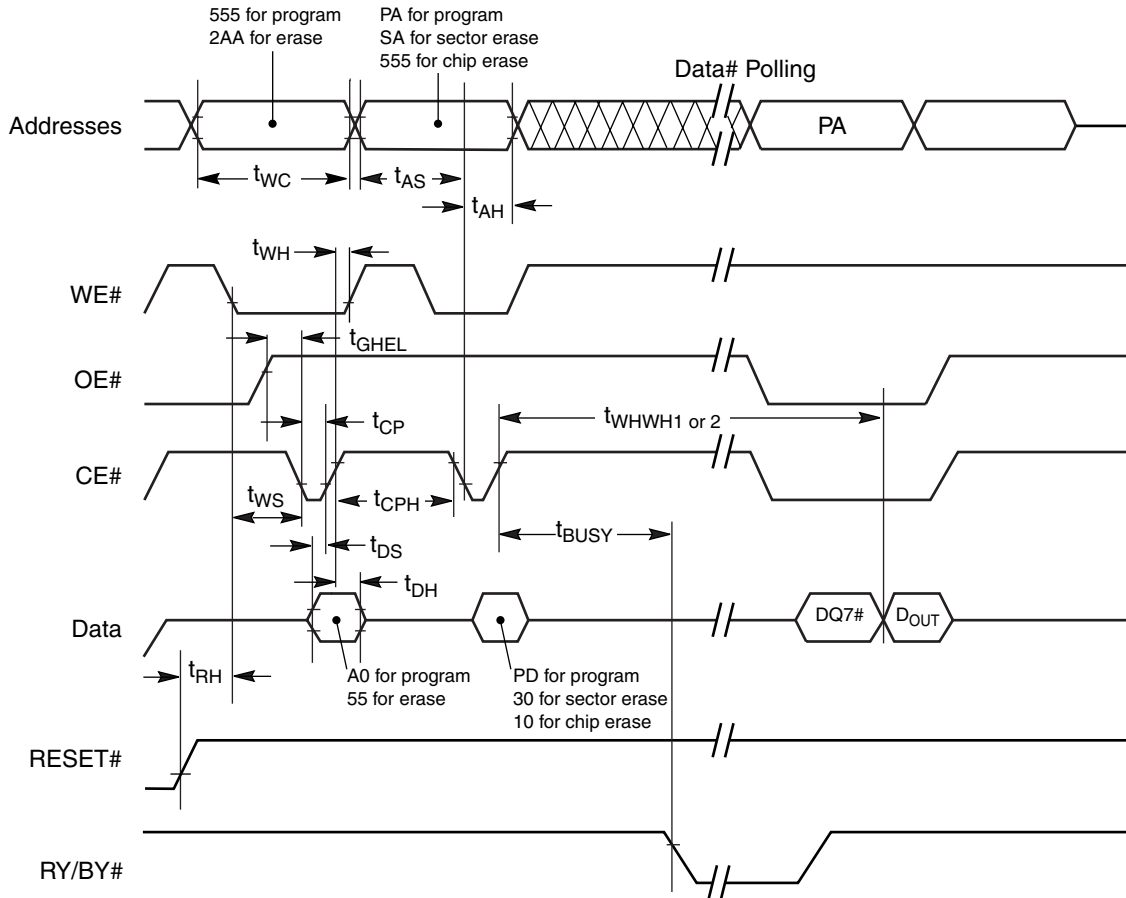 555 for program
2AA for erase
PA for program
SA for sector erase
555 for chip erase
Data# Polling
Addresses
PA
tWC
tAS
tAH
tWH
WE#
tGHEL
OE#
tWHWH1 or 2
tCP
CE#
tWS
tCPH
tBUSY
tDS
tDH
Data
DQ7#
DOUT
tRH
A0 for program
55 for erase
PD for program
30 for sector erase
10 for chip erase
RESET#
RY/BY#